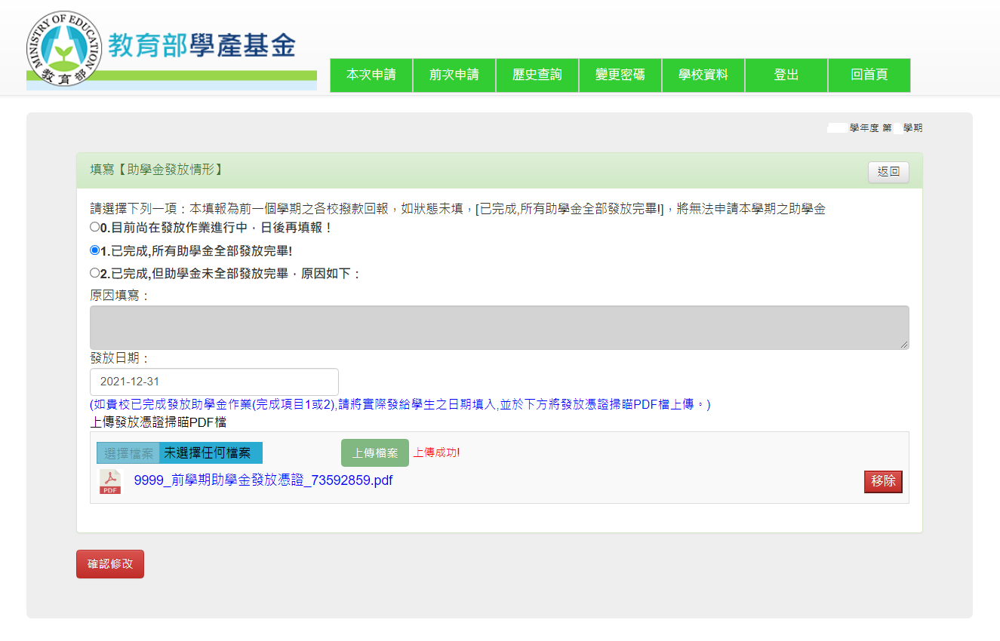 MINISTRY OF EDUCATION
教育部
教育部學產基金
本次申請 前次申請 歷史查詢 變更密碼 學校資料 登出 回首頁
學年度 第 學期
填寫【助學金發放情形】
返回
請選擇下列一項：本填報為前一個學期之各校撥款回報，如狀態未填，[已完成,所有助學金全部發放完畢!]，將無法申請本學期之助學金
0.目前尚在發放作業進行中，日後再填報！
1.已完成,所有助學金全部發放完畢!
2.已完成,但助學金未全部發放完畢，原因如下：
原因填寫：
發放日期：
2021-12-31
(如貴校已完成發放助學金作業(完成項目1或2),請將實際發給學生之日期填入,並於下方將發放憑證掃瞄PDF檔上傳。)
上傳發放憑證掃瞄PDF檔
選擇檔案 未選擇任何檔案 上傳檔案 上傳成功!
PDF 9999_前學期助學金發放憑證_73592859.pdf 移除
確認修改